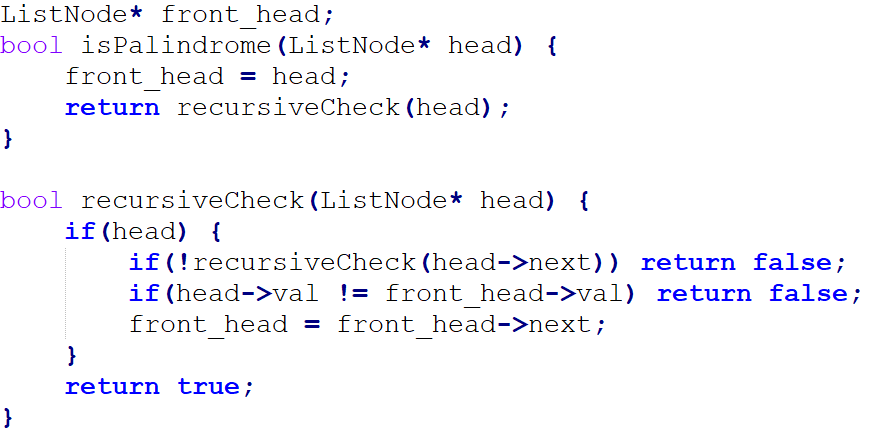 ListNode* front_head;
bool isPalindrome(ListNode* head) {
    front_head = head;
    return recursiveCheck(head);
}

bool recursiveCheck(ListNode* head) {
    if(head) {
        if(!recursiveCheck(head->next)) return false;
        if(head->val != front_head->val) return false;
        front_head = front_head->next;
    }
    return true;
}